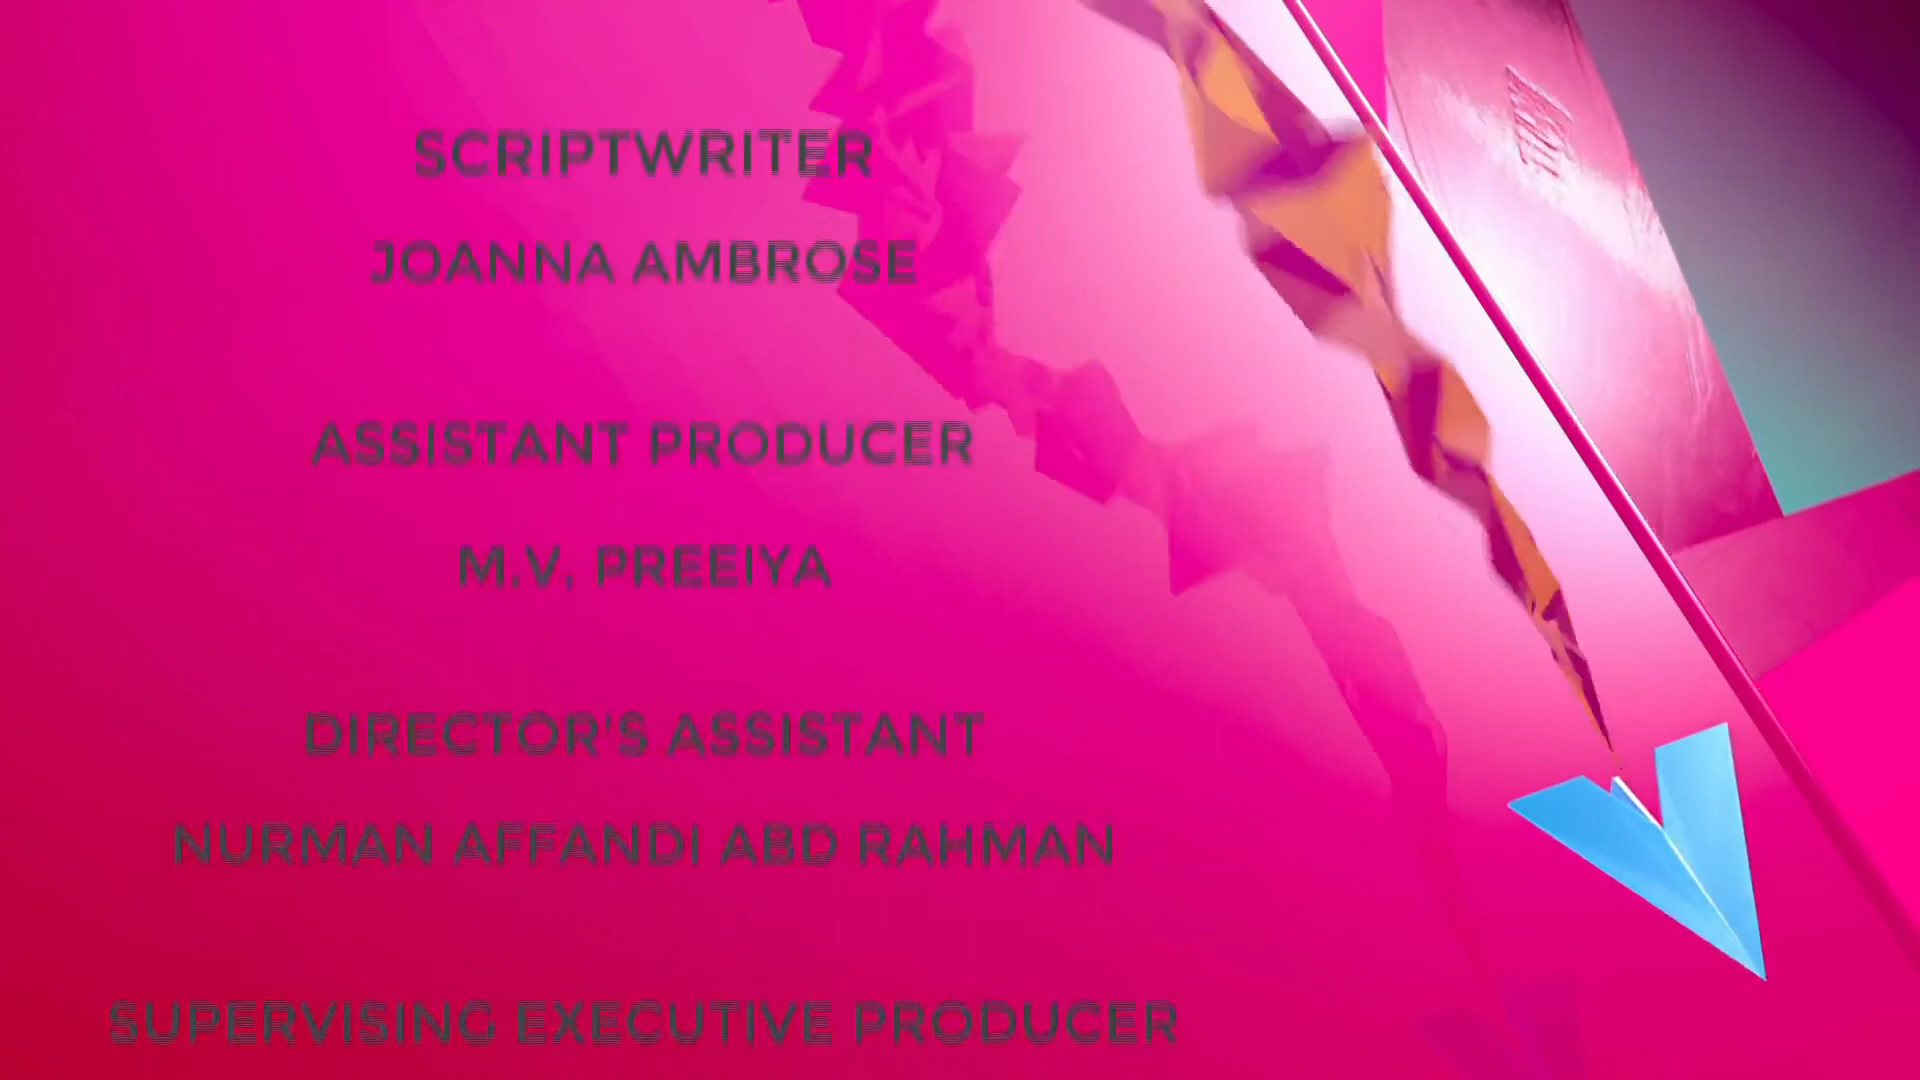 SCRIPTWRITER
JOANNA AMBROSE
ASSISTANT PRODUCER
M.V. PREEIYA
DIRECTOR'S ASSISTANT
NURMAN AFFANDI ABD RAHMAN
SUPERVISING EXECUTIVE PRODUCER